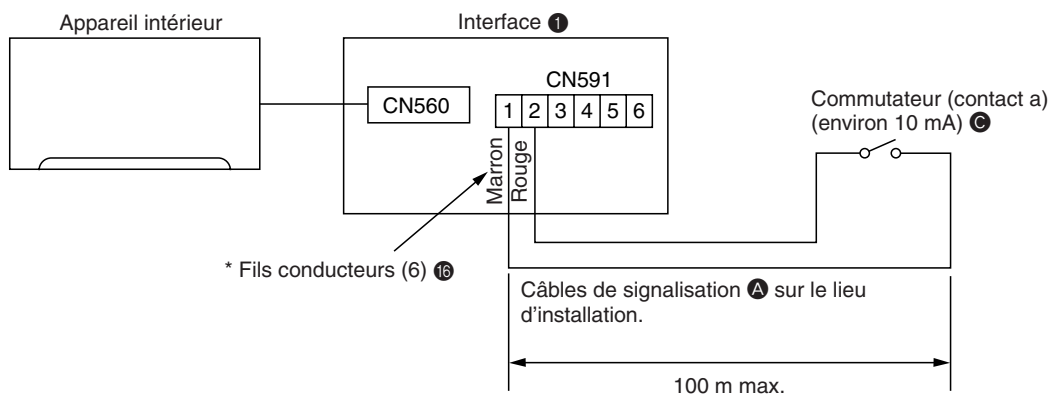 Appareil intérieur
Interface ❶
CN560
CN591
1 2 3 4 5 6
Marron
Rouge
Commutateur (contact a)
(environ 10 mA) 🅒
* Fils conducteurs (6) ⓰
Câbles de signalisation 🅐 sur le lieu
d'installation.
100 m max.